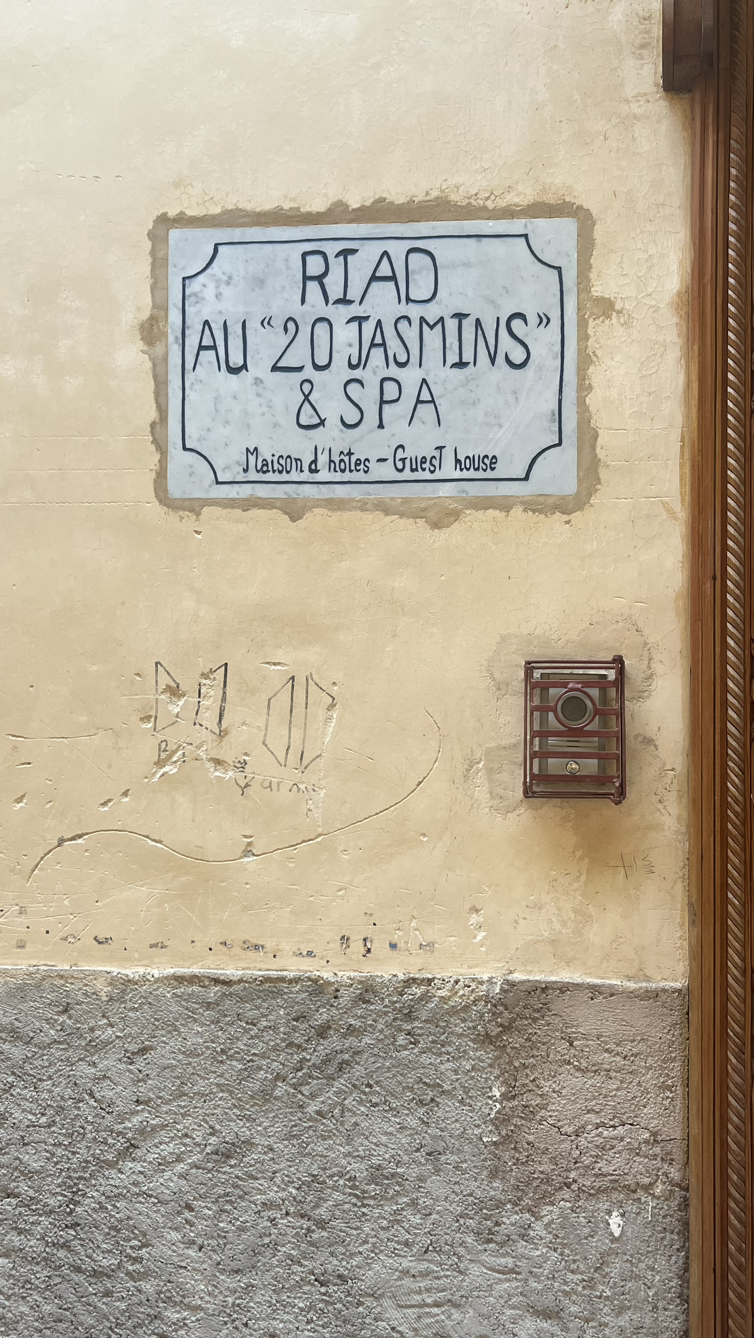 RIAD
AU “20 JASMINS”
& SPA
Maison d'hôtes – Guest house